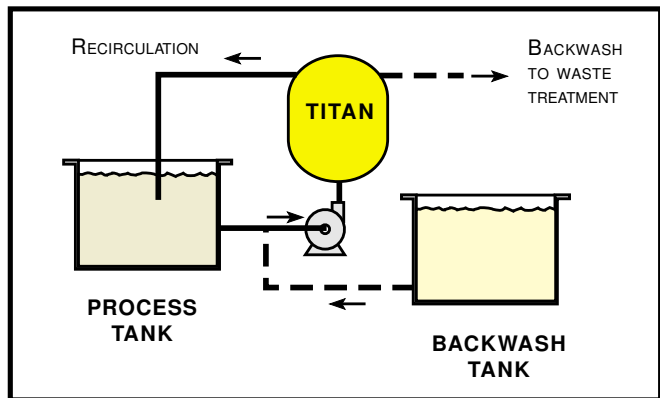 RECIRCULATION
BACKWASH
TO WASTE
TREATMENT
TITAN
PROCESS
TANK
BACKWASH
TANK